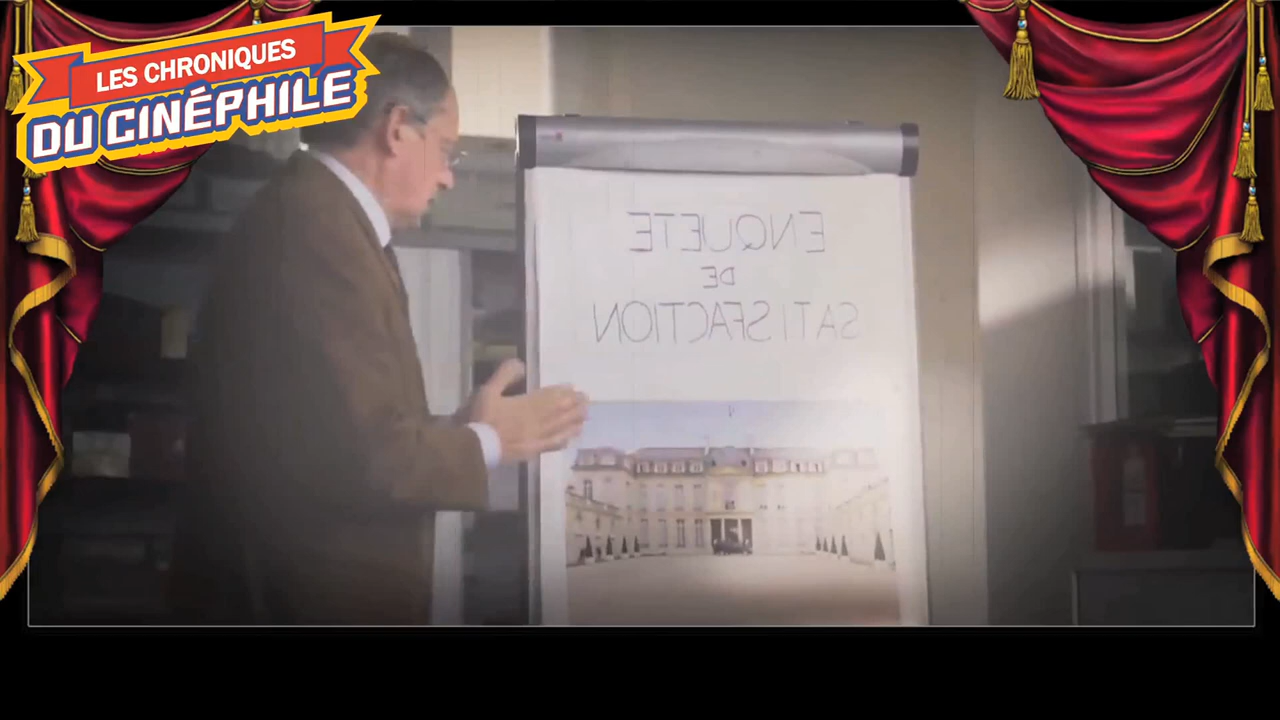 LES CHRONIQUES
DU CINÉPHILE
ENQUETE
DE
SATISFACTION